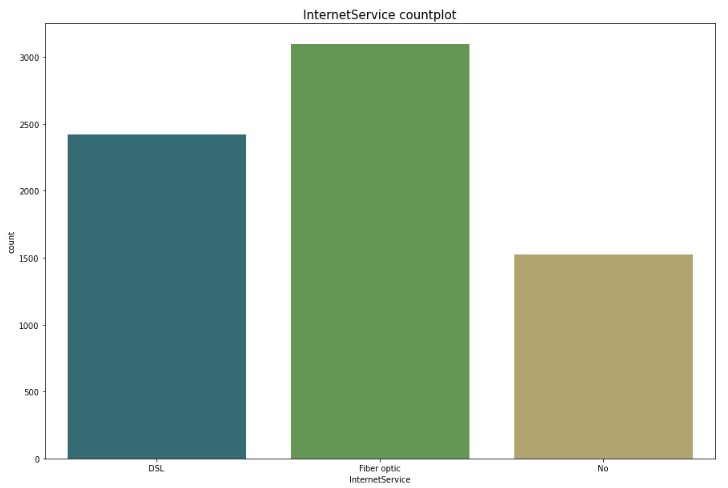 InternetService countplot
3000
2500
2000
1500
1000
500
0
count
DSL
Fiber optic
No
InternetService